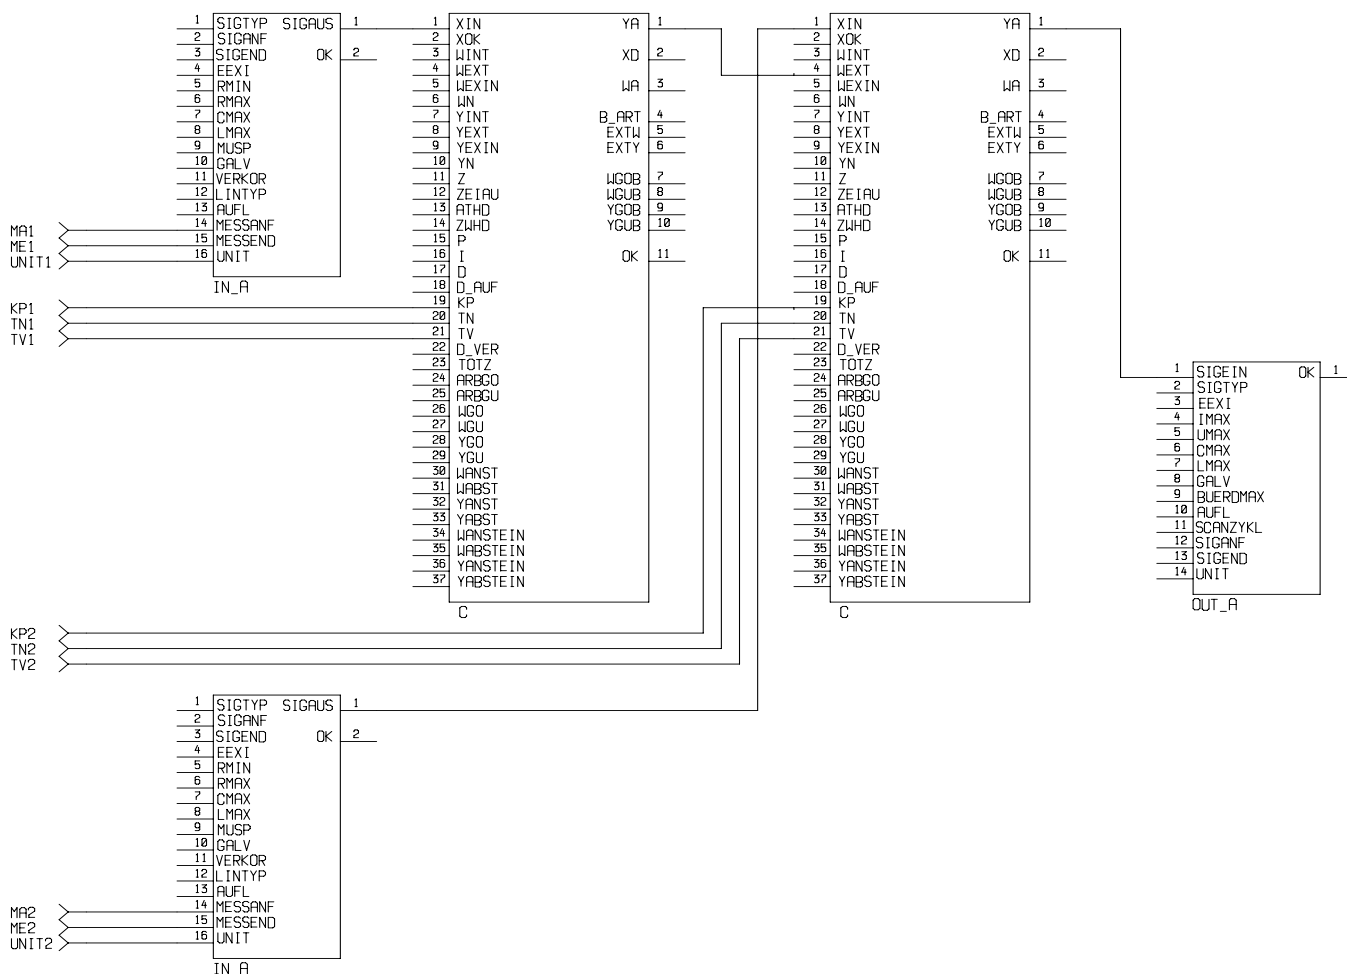 1 SIGTYP SIGAUS 1
2 SIGANF
3 SIGEND OK 2
4 EEXI
5 RMIN
6 RMAX
7 CMAX
8 LMAX
9 MUSP
10 GALV
11 VERKOR
12 LINTYP
13 AUFL
MA1 14 MESSANF
ME1 15 MESSEND
UNIT1 16 UNIT
IN_A
KP1
TN1
TV1
1 XIN YA 1
2 XOK
3 WINT XD 2
4 WEXT
5 WEXIN WA 3
6 WN
7 YINT B_ART 4
8 YEXT EXTW 5
9 YEXIN EXTY 6
10 YN
11 Z WGOB 7
12 ZEIAU WGUB 8
13 ATHD YGOB 9
14 ZWHD YGUB 10
15 P
16 I OK 11
17 D
18 D_AUF
19 KP
20 TN
21 TV
22 D_VER
23 TOTZ
24 ARBGO
25 ARBGU
26 WGO
27 WGU
28 YGO
29 YGU
30 WANST
31 WABST
32 YANST
33 YABST
34 WANSTEIN
35 WABSTEIN
36 YANSTEIN
37 YABSTEIN
C
1 XIN YA 1
2 XOK
3 WINT XD 2
4 WEXT
5 WEXIN WA 3
6 WN
7 YINT B_ART 4
8 YEXT EXTW 5
9 YEXIN EXTY 6
10 YN
11 Z WGOB 7
12 ZEIAU WGUB 8
13 ATHD YGOB 9
14 ZWHD YGUB 10
15 P
16 I OK 11
17 D
18 D_AUF
19 KP
20 TN
21 TV
22 D_VER
23 TOTZ
24 ARBGO
25 ARBGU
26 WGO
27 WGU
28 YGO
29 YGU
30 WANST
31 WABST
32 YANST
33 YABST
34 WANSTEIN
35 WABSTEIN
36 YANSTEIN
37 YABSTEIN
C
1 SIGEIN OK 1
2 SIGTYP
3 EEXI
4 IMAX
5 UMAX
6 CMAX
7 LMAX
8 GALV
9 BUERDMAX
10 AUFL
11 SCANZYKL
12 SIGANF
13 SIGEND
14 UNIT
OUT_A
KP2
TN2
TV2
1 SIGTYP SIGAUS 1
2 SIGANF
3 SIGEND OK 2
4 EEXI
5 RMIN
6 RMAX
7 CMAX
8 LMAX
9 MUSP
10 GALV
11 VERKOR
12 LINTYP
13 AUFL
MA2 14 MESSANF
ME2 15 MESSEND
UNIT2 16 UNIT
IN_A